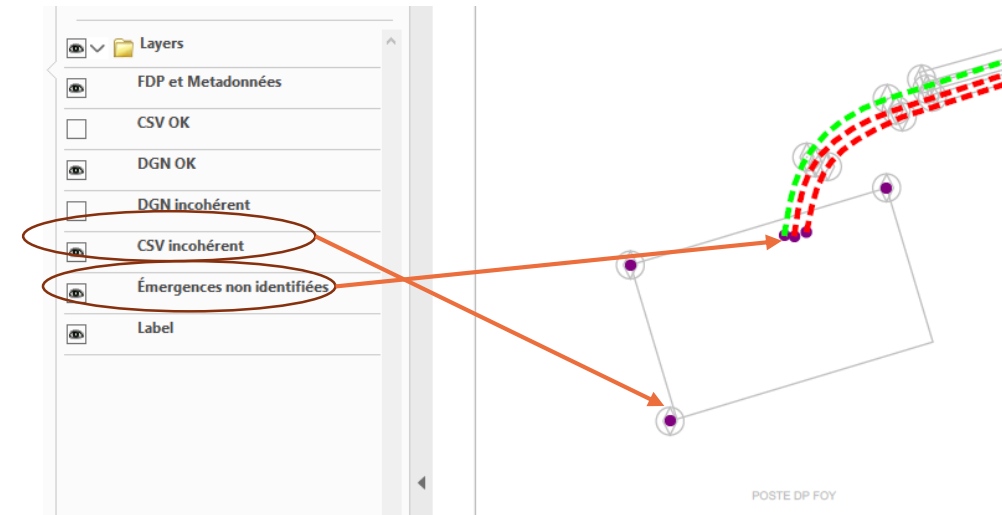 Layers
FDP et Metadonnées
CSV OK
DGN OK
DGN incohérent
CSV incohérent
Émergences non identifiées
Label
POSTE DP FOY